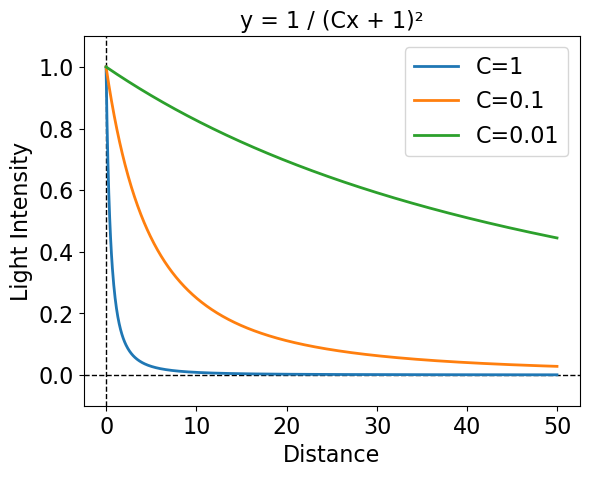 y = 1 / (Cx + 1)²
C=1
C=0.1
C=0.01
Light Intensity
1.0
0.8
0.6
0.4
0.2
0.0
0 10 20 30 40 50
Distance